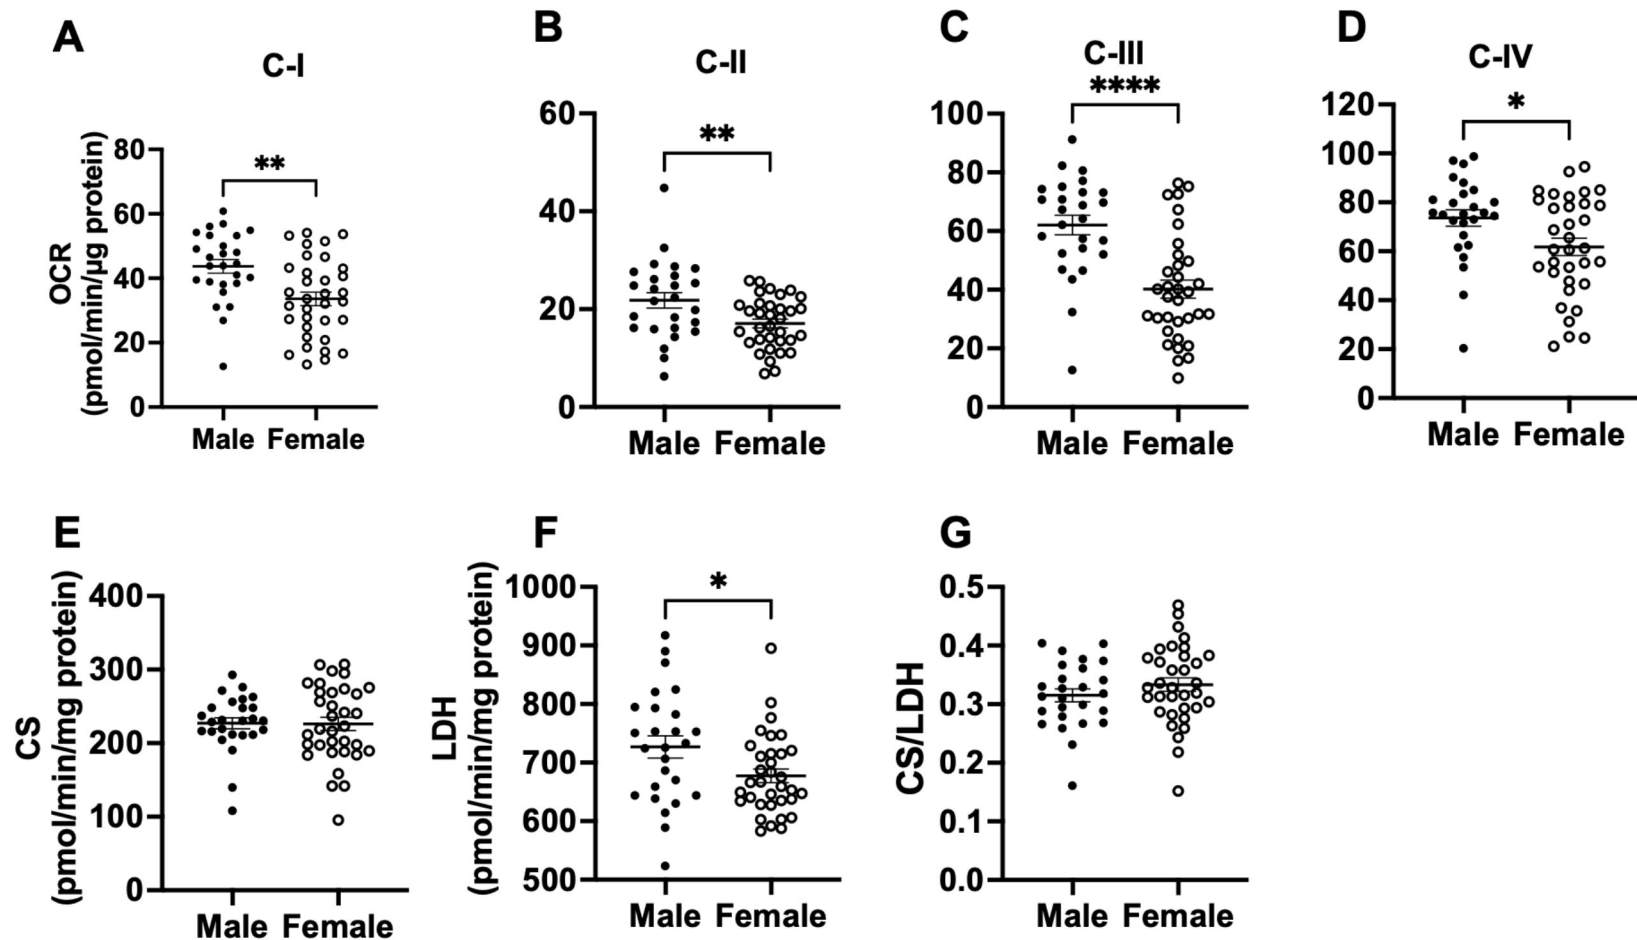 A
C-I
**
OCR
(pmol/min/µg protein)
80
60
40
20
0
Male Female
B
C-II
**
60
40
20
0
Male Female
C
C-III
****
100
80
60
40
20
0
Male Female
D
C-IV
*
120
100
80
60
40
20
0
Male Female
E
CS
(pmol/min/mg protein)
400
300
200
100
0
Male Female
F
*
LDH
(pmol/min/mg protein)
1000
900
800
700
600
500
Male Female
G
CS/LDH
0.5
0.4
0.3
0.2
0.1
0.0
Male Female